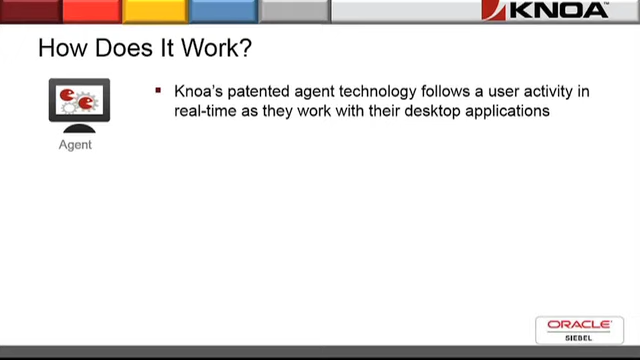 KNOA™
How Does It Work?
▪ Knoa's patented agent technology follows a user activity in
real-time as they work with their desktop applications
Agent
ORACLE
SIEBEL